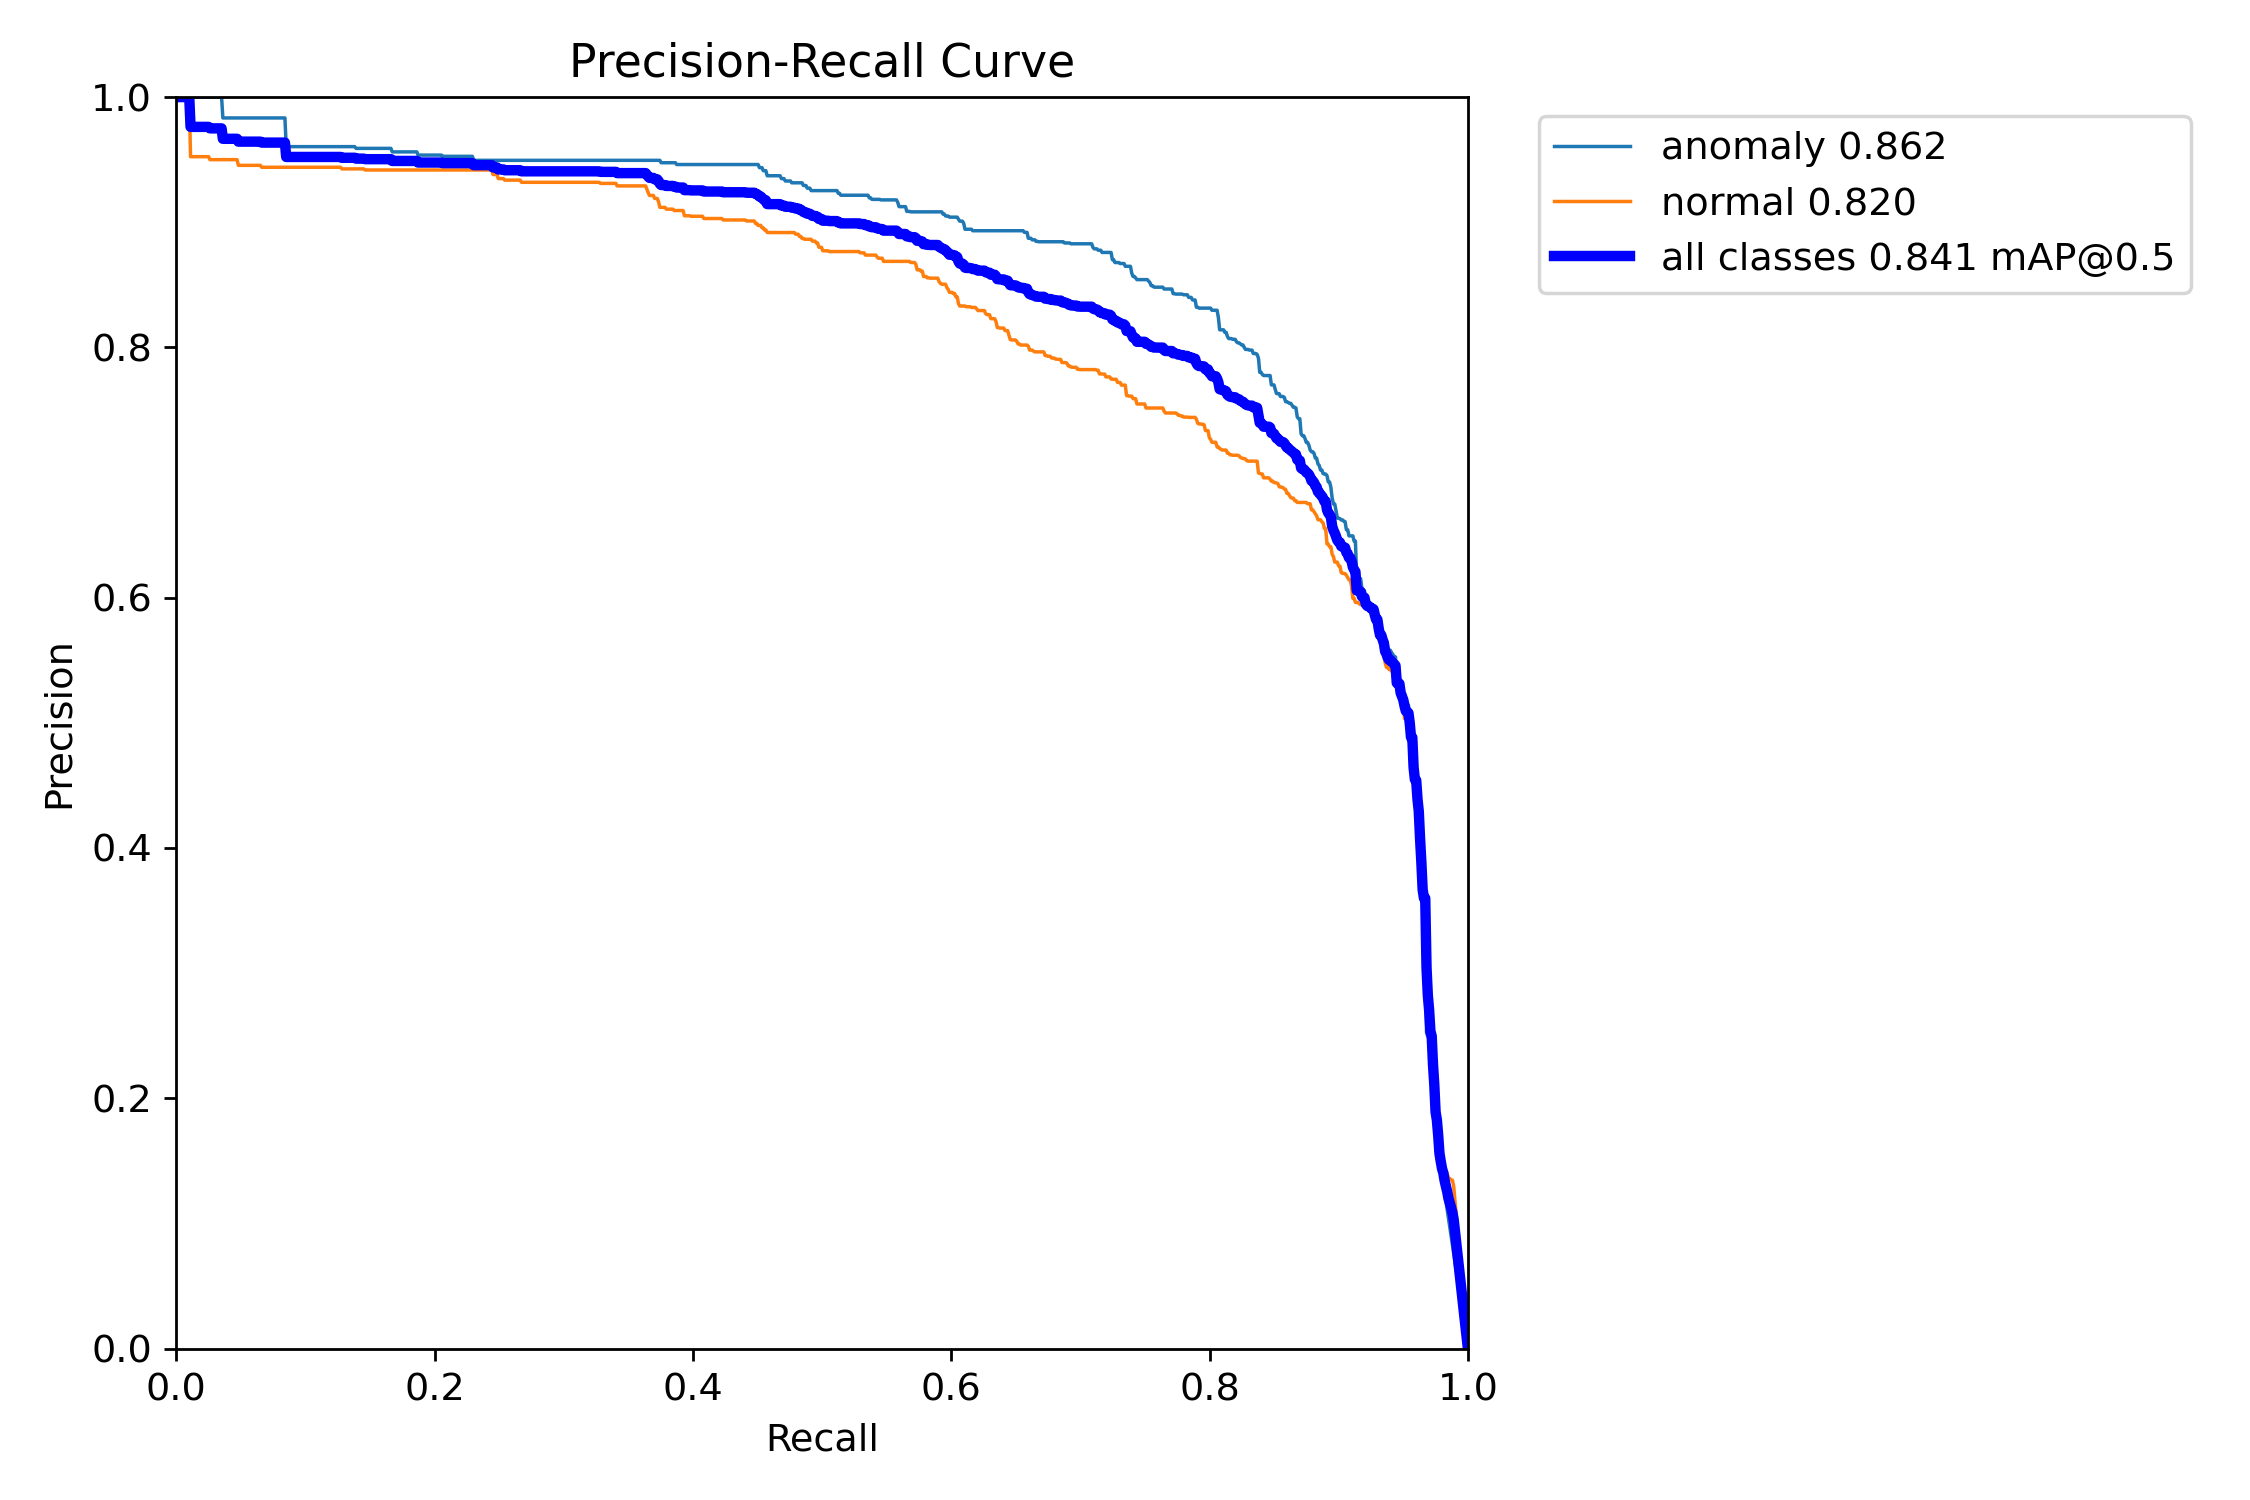 Precision-Recall Curve
1.0
0.8
0.6
0.4
0.2
0.0
Precision
0.0 0.2 0.4 0.6 0.8 1.0
Recall
anomaly 0.862
normal 0.820
all classes 0.841 mAP@0.5